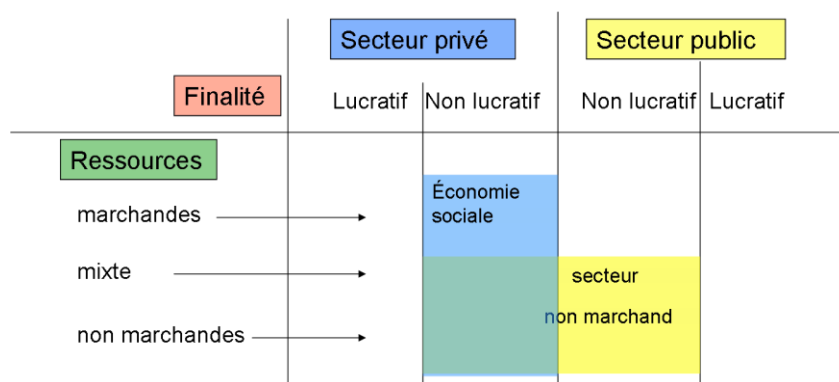 Secteur privé
Secteur public
Finalité
Lucratif
Non lucratif
Non lucratif
Lucratif
Ressources
Économie
sociale
marchandes
mixte
secteur
non marchand
non marchandes